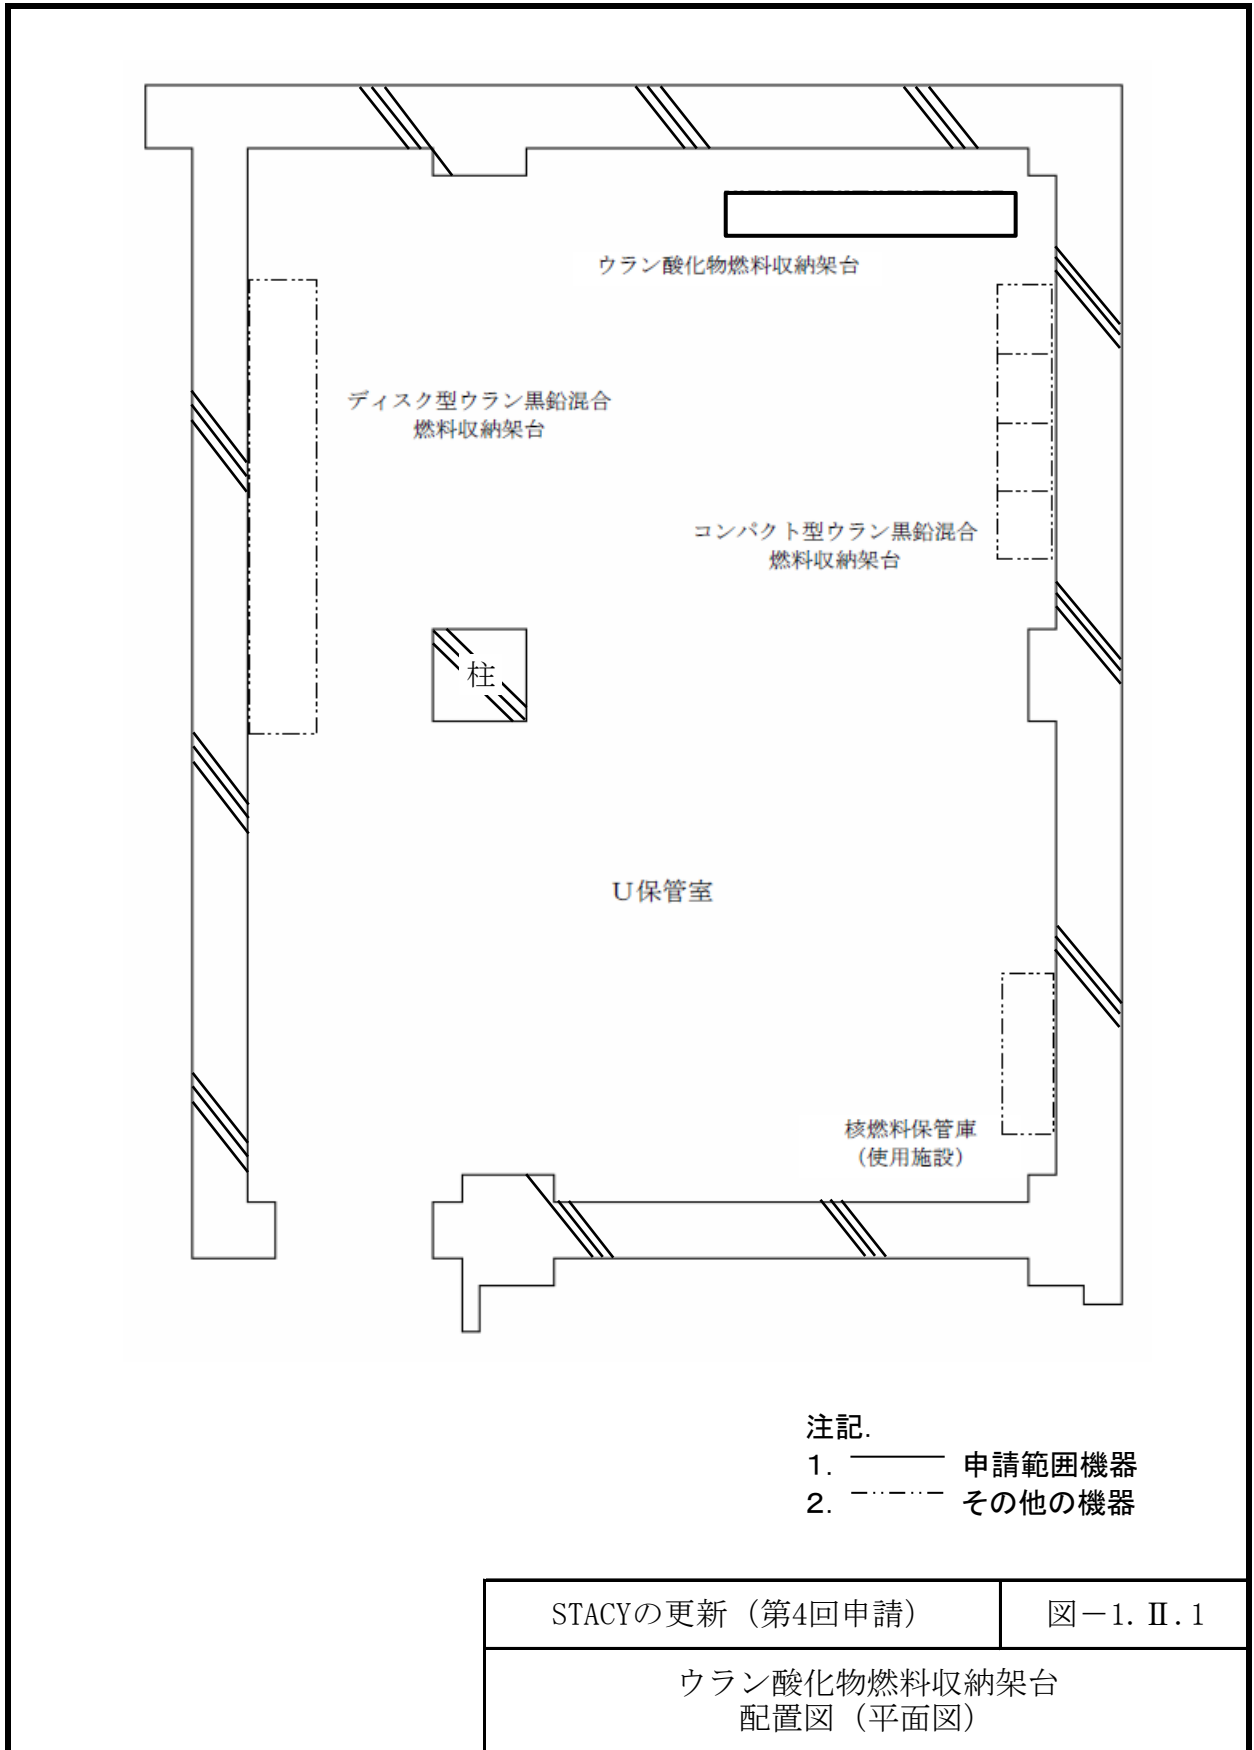 ウラン酸化物燃料収納架台
ディスク型ウラン黒鉛混合
燃料収納架台
コンパクト型ウラン黒鉛混合
燃料収納架台
柱
U保管室
核燃料保管庫
（使用施設）
注記.
1. 申請範囲機器
2. その他の機器
STACYの更新（第4回申請）
図－1.Ⅱ.1
ウラン酸化物燃料収納架台
配置図（平面図）